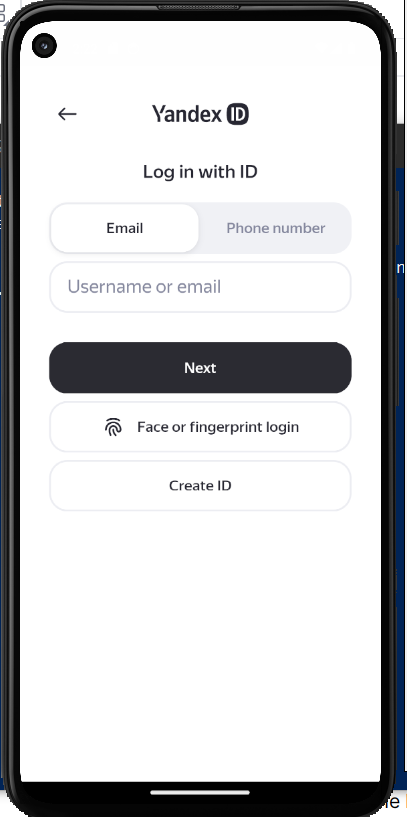 Yandex ID
Log in with ID
Email
Phone number
Username or email
Next
Face or fingerprint login
Create ID